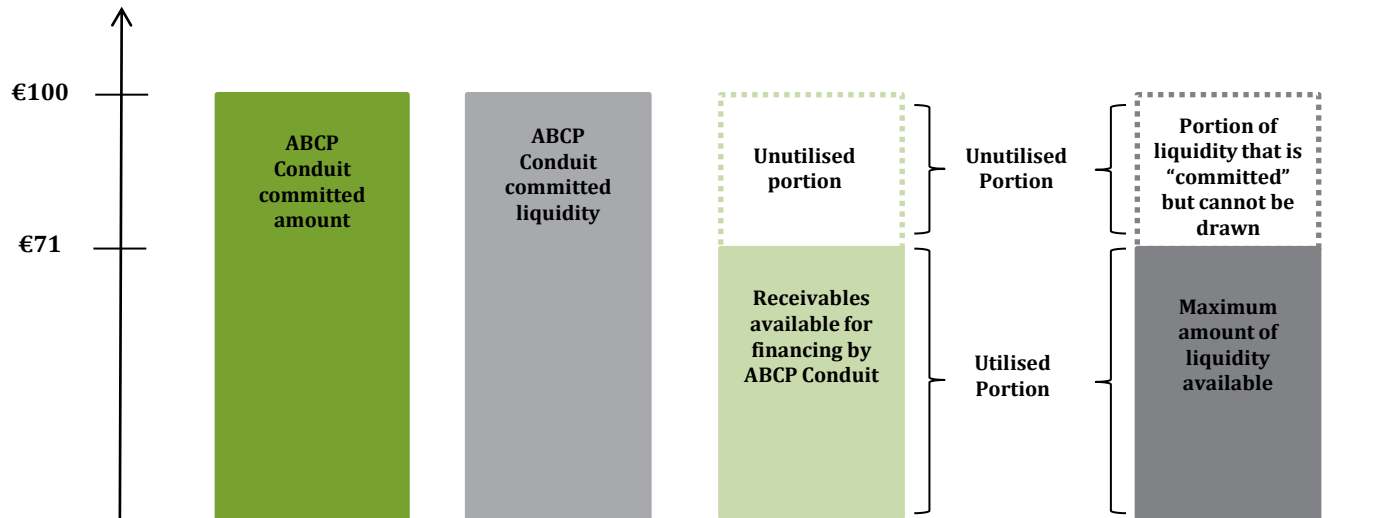 €100
€71
ABCP
Conduit
committed
amount
ABCP
Conduit
committed
liquidity
Unutilised
portion
Receivables
available for
financing by
ABCP Conduit
Unutilised
Portion
Utilised
Portion
Portion of
liquidity that is
“committed”
but cannot be
drawn
Maximum
amount of
liquidity
available